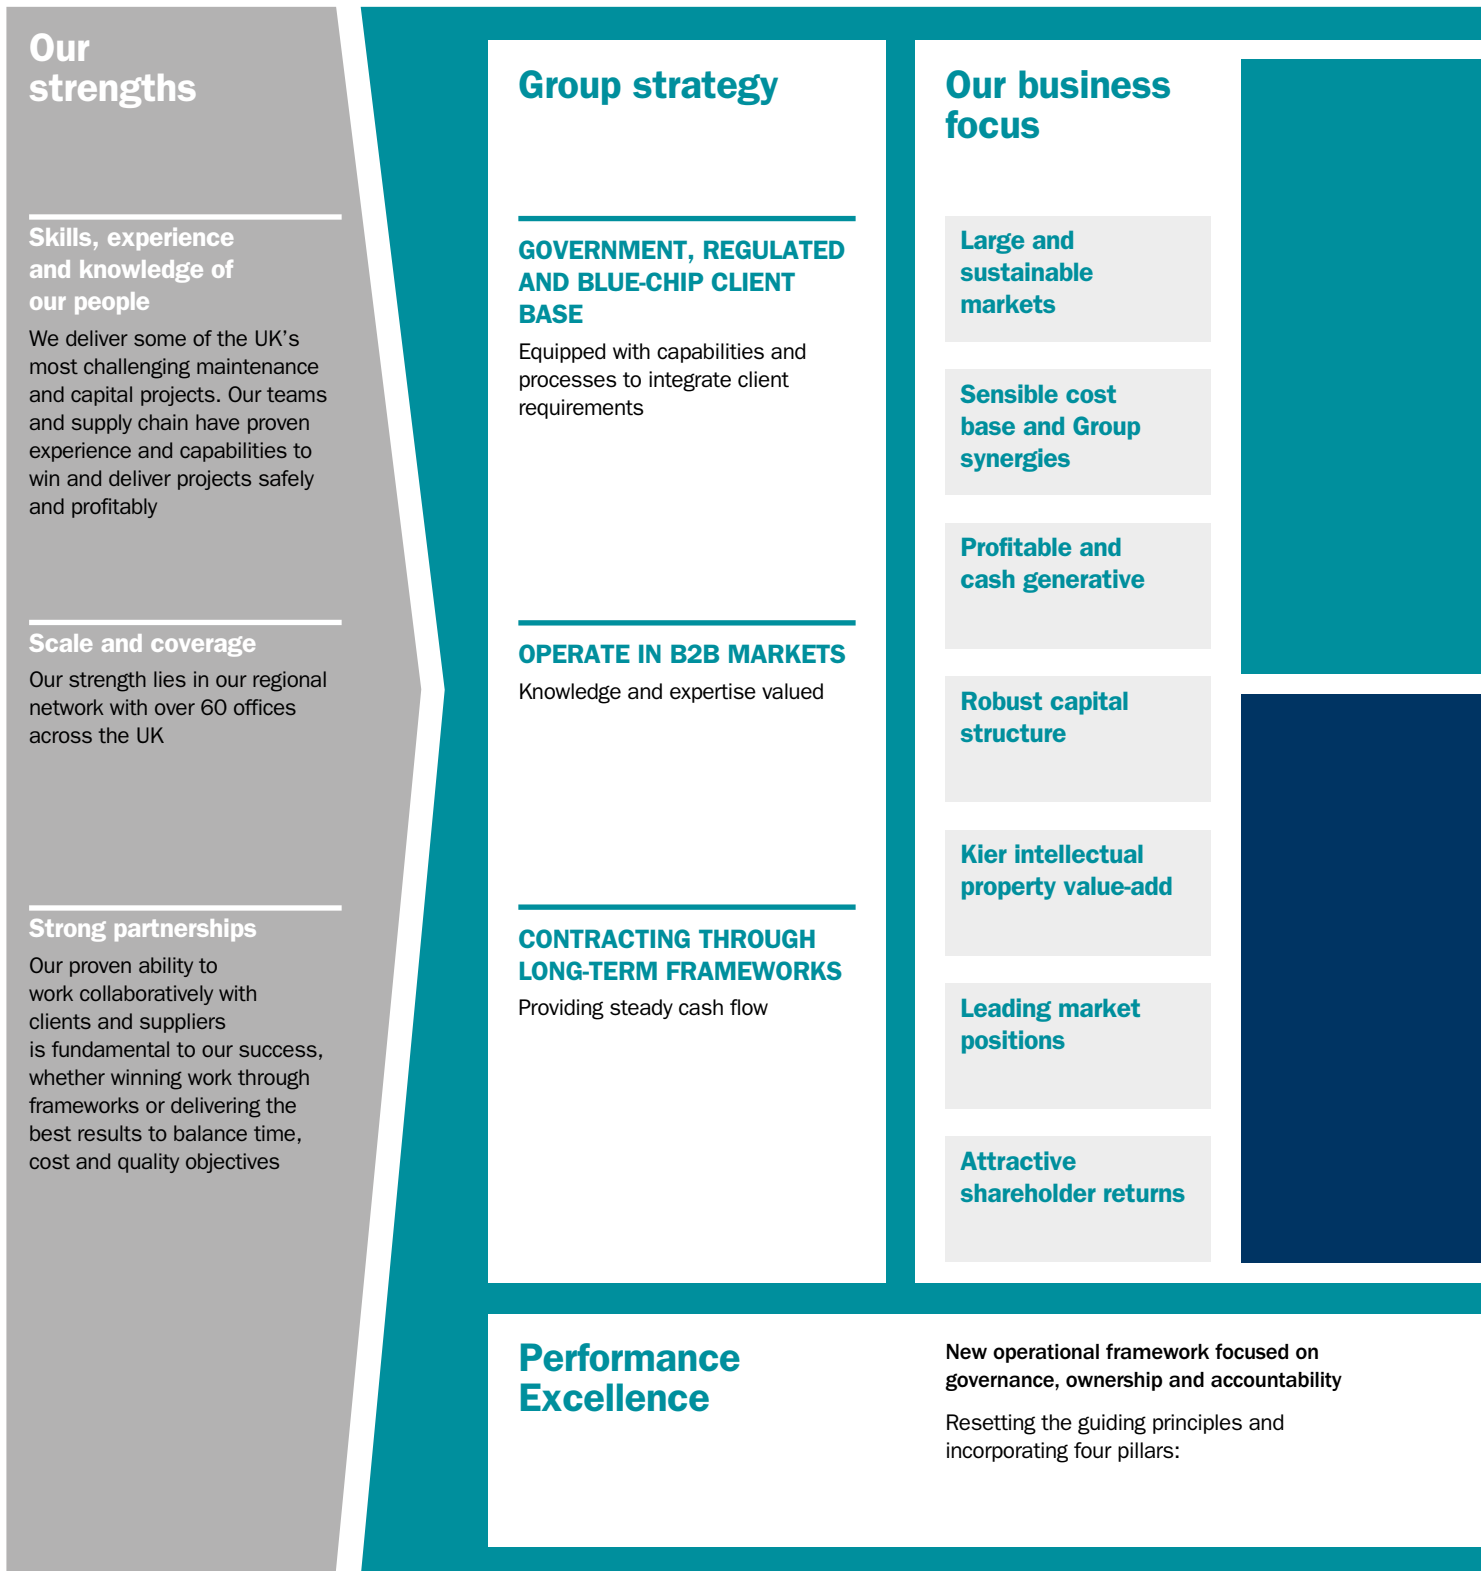 Our
strengths
Skills, experience
and knowledge of
our people
We deliver some of the UK's
most challenging maintenance
and capital projects. Our teams
and supply chain have proven
experience and capabilities to
win and deliver projects safely
and profitably
Scale and coverage
Our strength lies in our regional
network with over 60 offices
across the UK
Strong partnerships
Our proven ability to
work collaboratively with
clients and suppliers
is fundamental to our success,
whether winning work through
frameworks or delivering the
best results to balance time,
cost and quality objectives
Group strategy
GOVERNMENT, REGULATED
AND BLUE-CHIP CLIENT
BASE
Equipped with capabilities and
processes to integrate client
requirements
OPERATE IN B2B MARKETS
Knowledge and expertise valued
CONTRACTING THROUGH
LONG-TERM FRAMEWORKS
Providing steady cash flow
Our business
focus
Large and
sustainable
markets
Sensible cost
base and Group
synergies
Profitable and
cash generative
Robust capital
structure
Kier intellectual
property value-add
Leading market
positions
Attractive
shareholder returns
Performance
Excellence
New operational framework focused on
governance, ownership and accountability
Resetting the guiding principles and
incorporating four pillars: